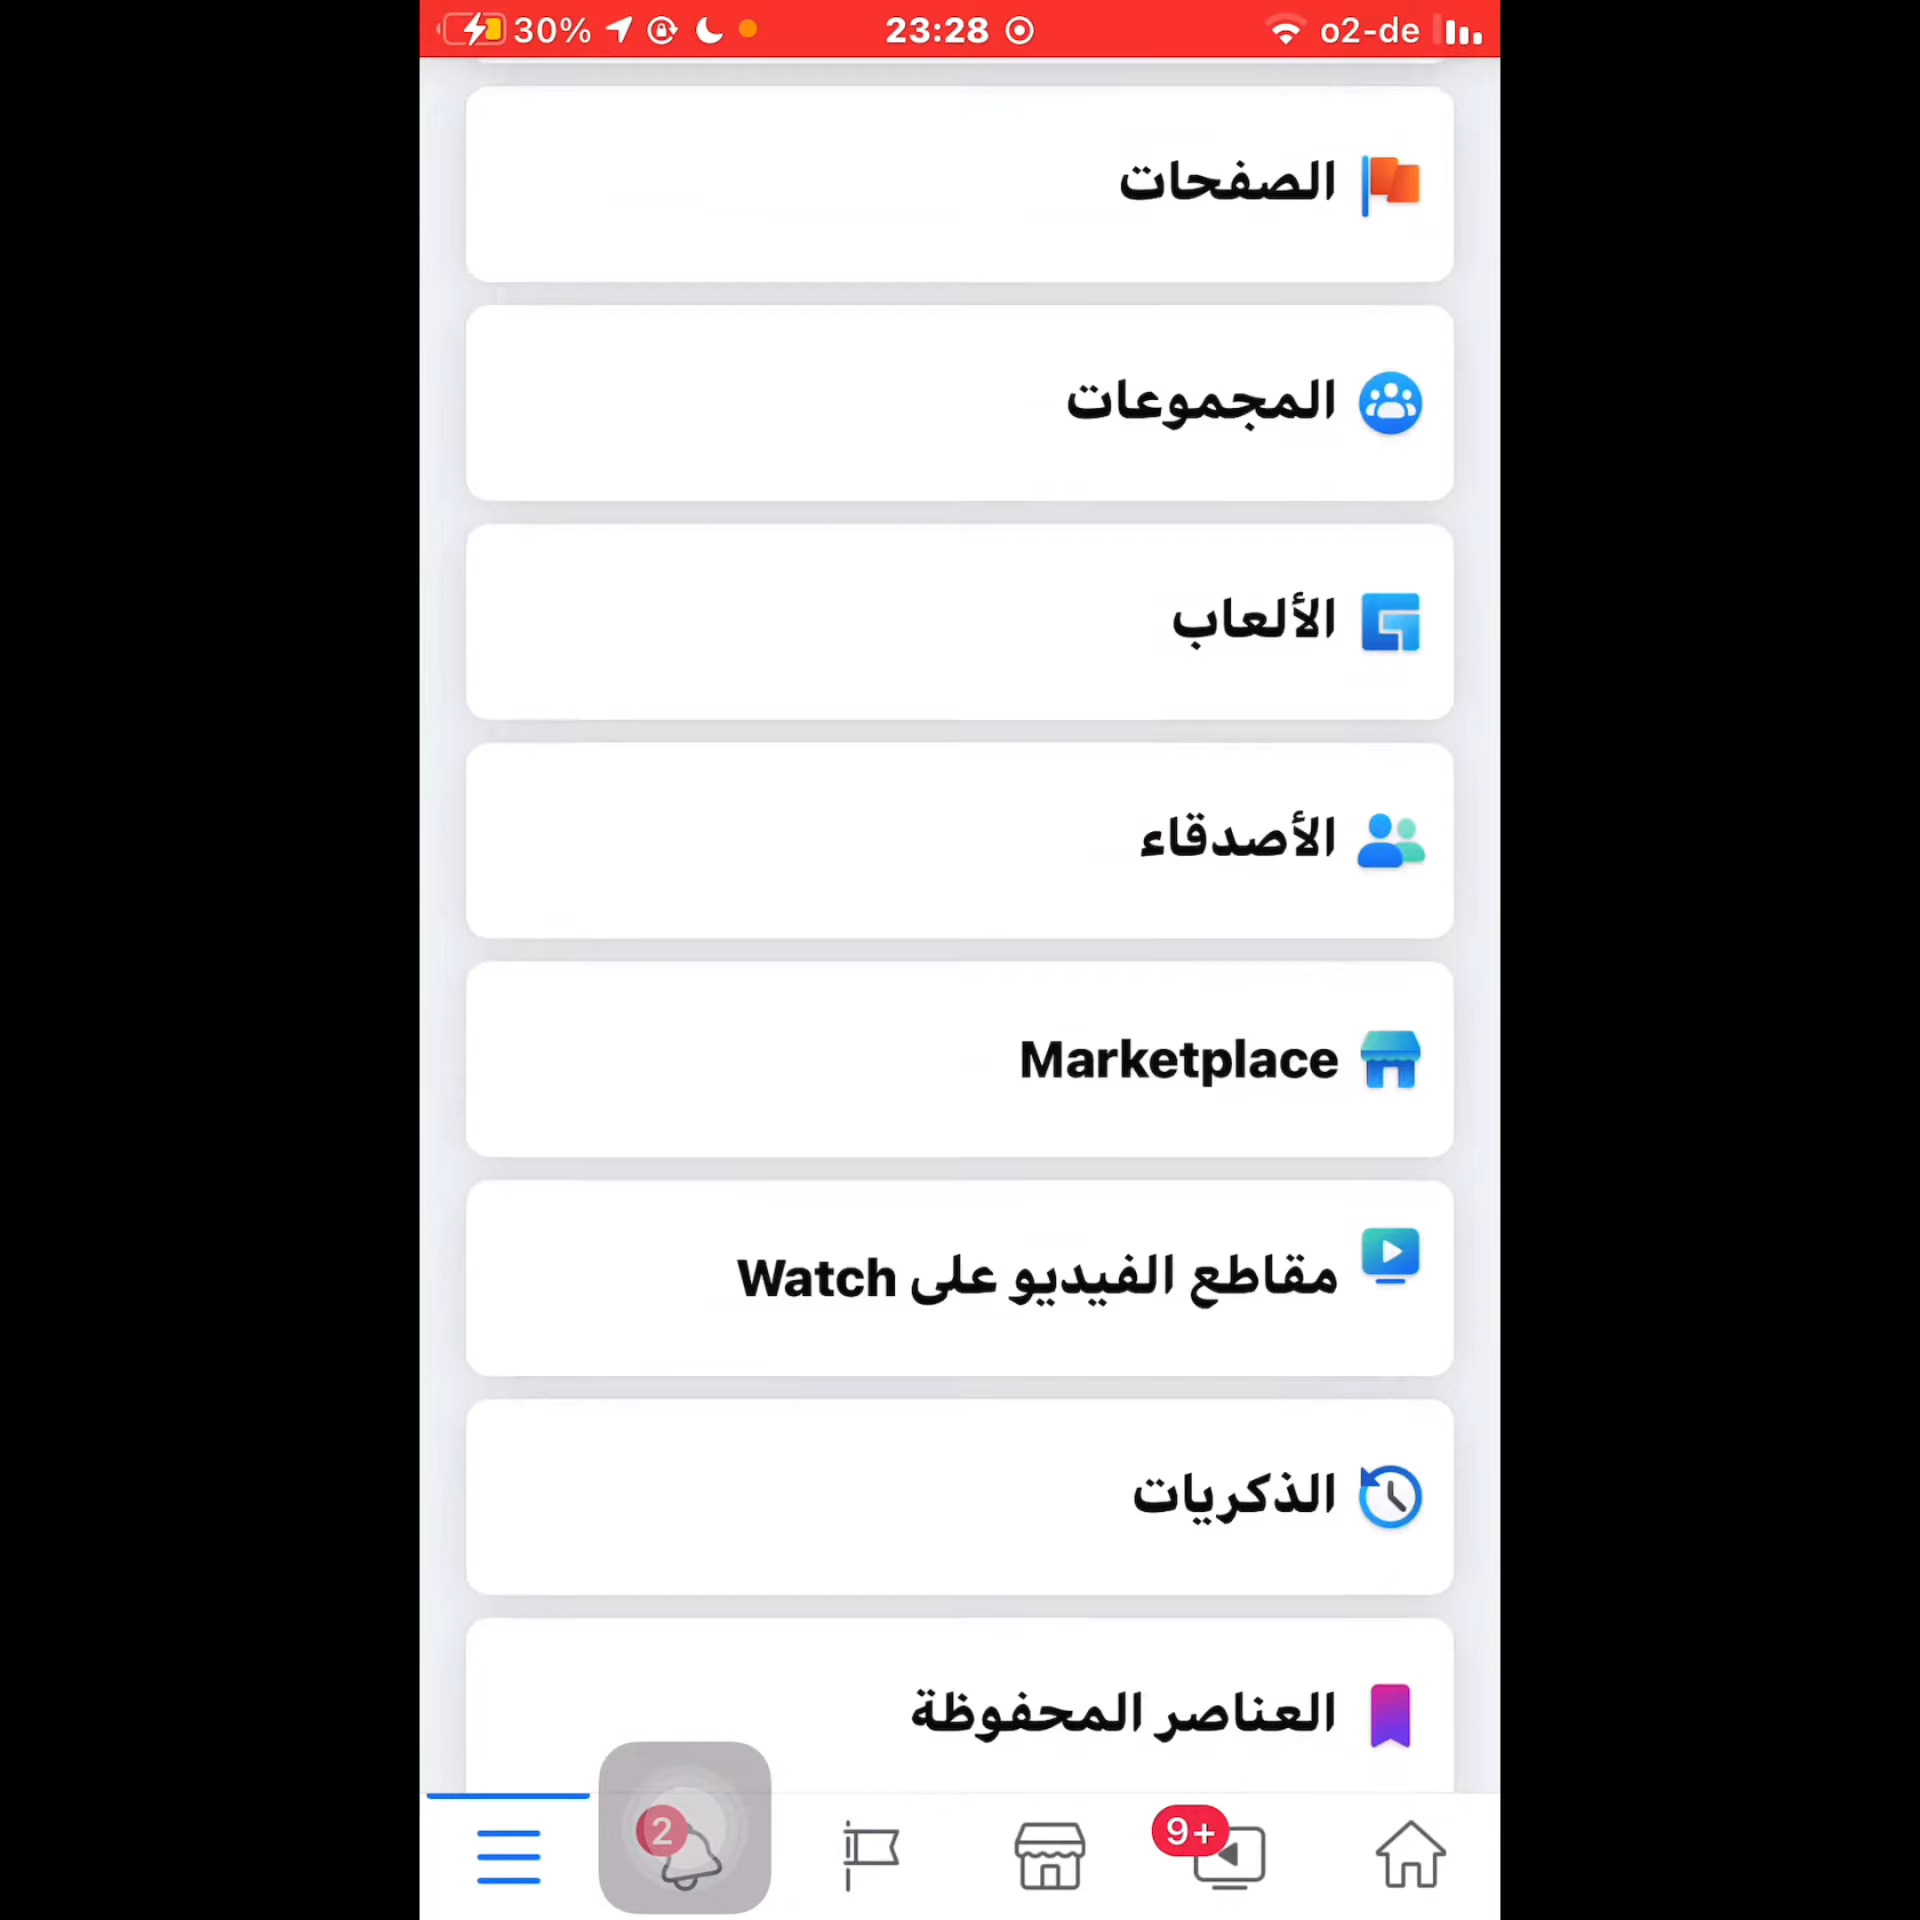 30% 23:28 o2-de
الصفحات
المجموعات
الألعاب
الأصدقاء
Marketplace
مقاطع الفيديو على Watch
الذكريات
العناصر المحفوظة
2 9+